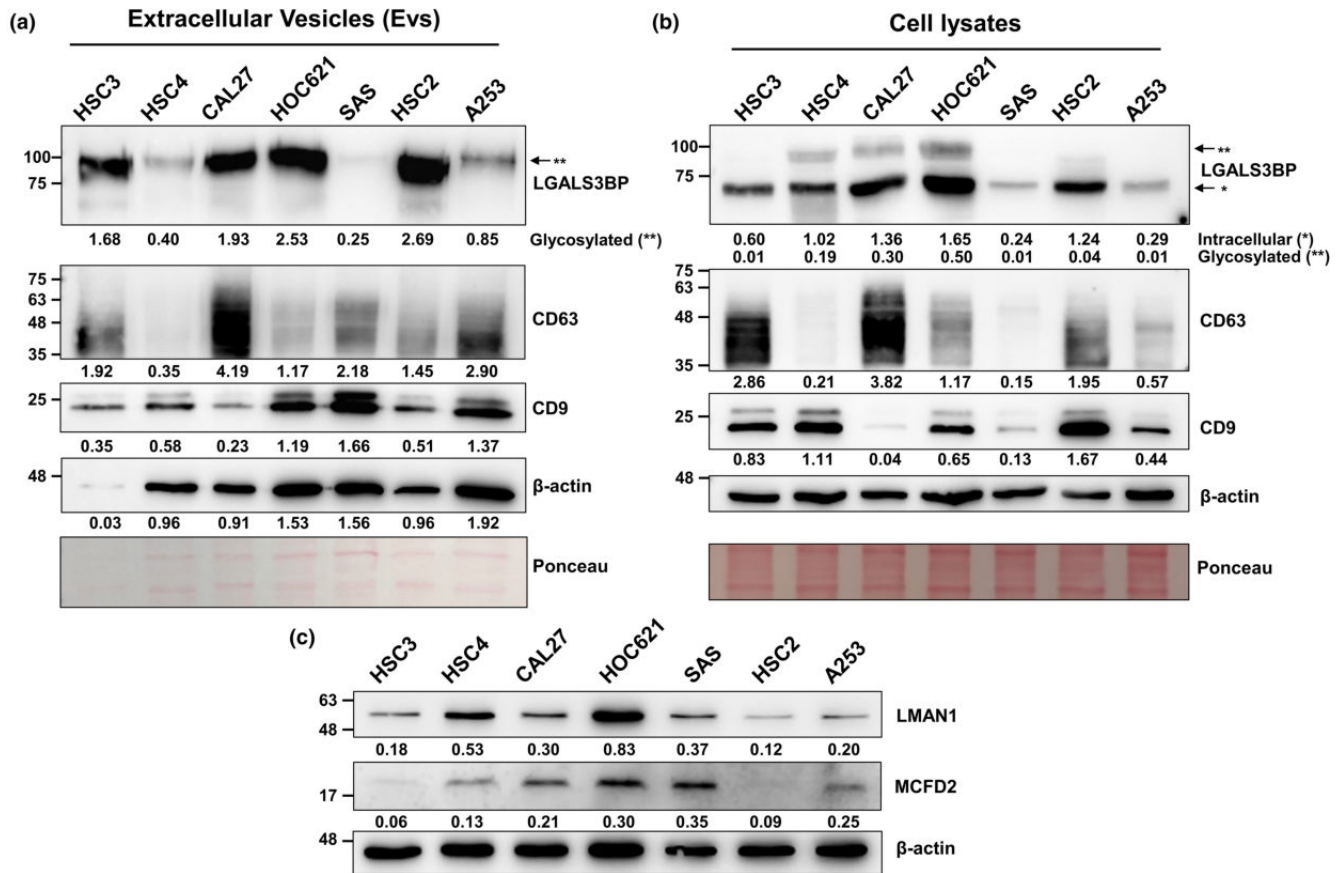 (a)
Extracellular Vesicles (Evs)
HSC3 HSC4 CAL27 HOC621 SAS HSC2 A253
100
75
**
LGALS3BP
1.68 0.40 1.93 2.53 0.25 2.69 0.85 Glycosylated (**)
75
63
48
35
CD63
1.92 0.35 4.19 1.17 2.18 1.45 2.90
25
CD9
0.35 0.58 0.23 1.19 1.66 0.51 1.37
48
β-actin
0.03 0.96 0.91 1.53 1.56 0.96 1.92
Ponceau
(b)
Cell lysates
HSC3 HSC4 CAL27 HOC621 SAS HSC2 A253
100
75
**
LGALS3BP
*
0.60 1.02 1.36 1.65 0.24 1.24 0.29 Intracellular (*)
0.01 0.19 0.30 0.50 0.01 0.04 0.01 Glycosylated (**)
75
63
48
35
CD63
2.86 0.21 3.82 1.17 0.15 1.95 0.57
25
CD9
0.83 1.11 0.04 0.65 0.13 1.67 0.44
48
β-actin
Ponceau
(c)
HSC3 HSC4 CAL27 HOC621 SAS HSC2 A253
63
48
LMAN1
0.18 0.53 0.30 0.83 0.37 0.12 0.20
17
MCFD2
0.06 0.13 0.21 0.30 0.35 0.09 0.25
48
β-actin